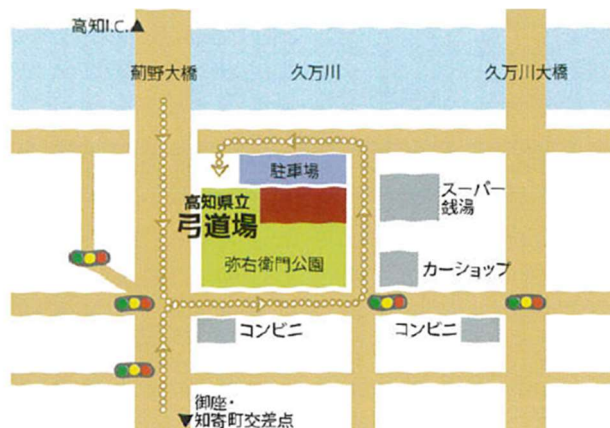 高知I.C.▲
薊野大橋
久万川
久万川大橋
駐車場
高知県立
弓道場
弥右衛門公園
スーパー
銭湯
カーショップ
コンビニ
コンビニ
御座・
▼知寄町交差点